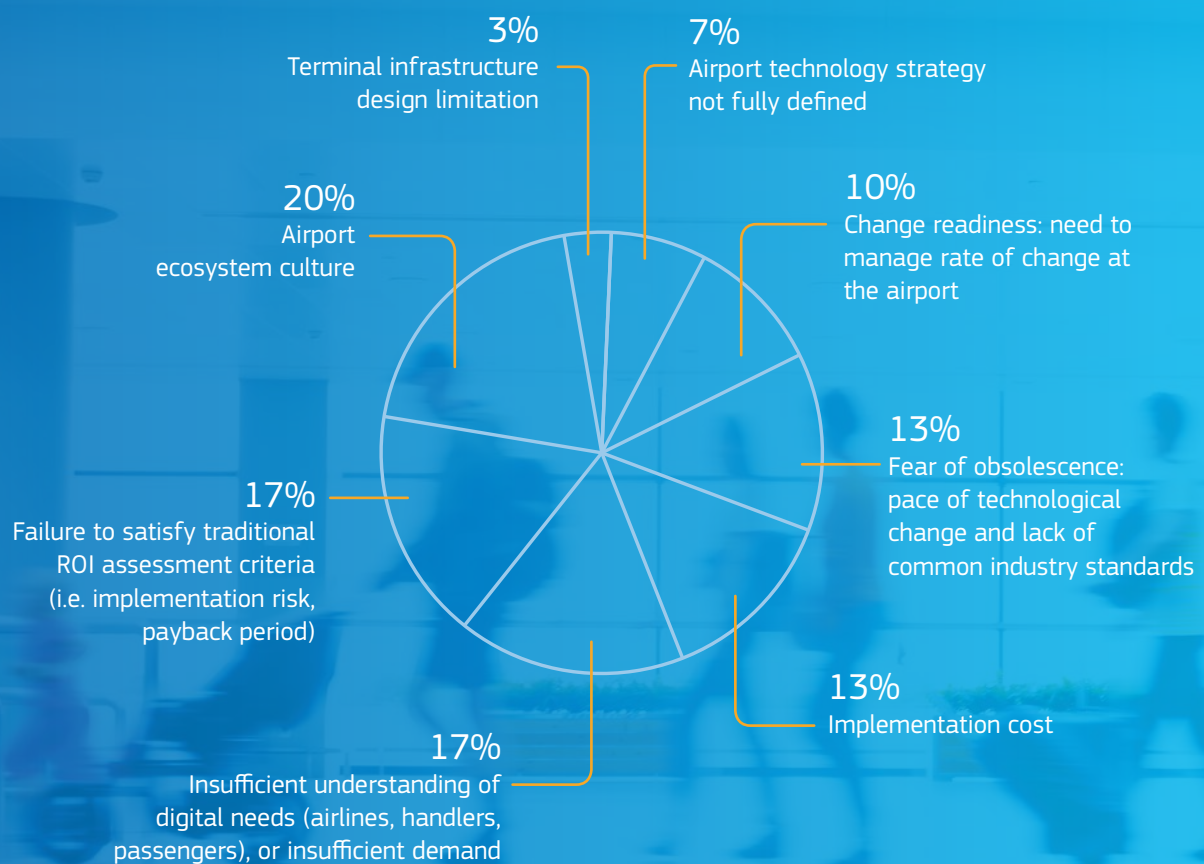 3%
Terminal infrastructure
design limitation
7%
Airport technology strategy
not fully defined
10%
Change readiness: need to
manage rate of change at
the airport
20%
Airport
ecosystem culture
13%
Fear of obsolescence:
pace of technological
change and lack of
common industry standards
17%
Failure to satisfy traditional
ROI assessment criteria
(i.e. implementation risk,
payback period)
13%
Implementation cost
17%
Insufficient understanding of
digital needs (airlines, handlers,
passengers), or insufficient demand